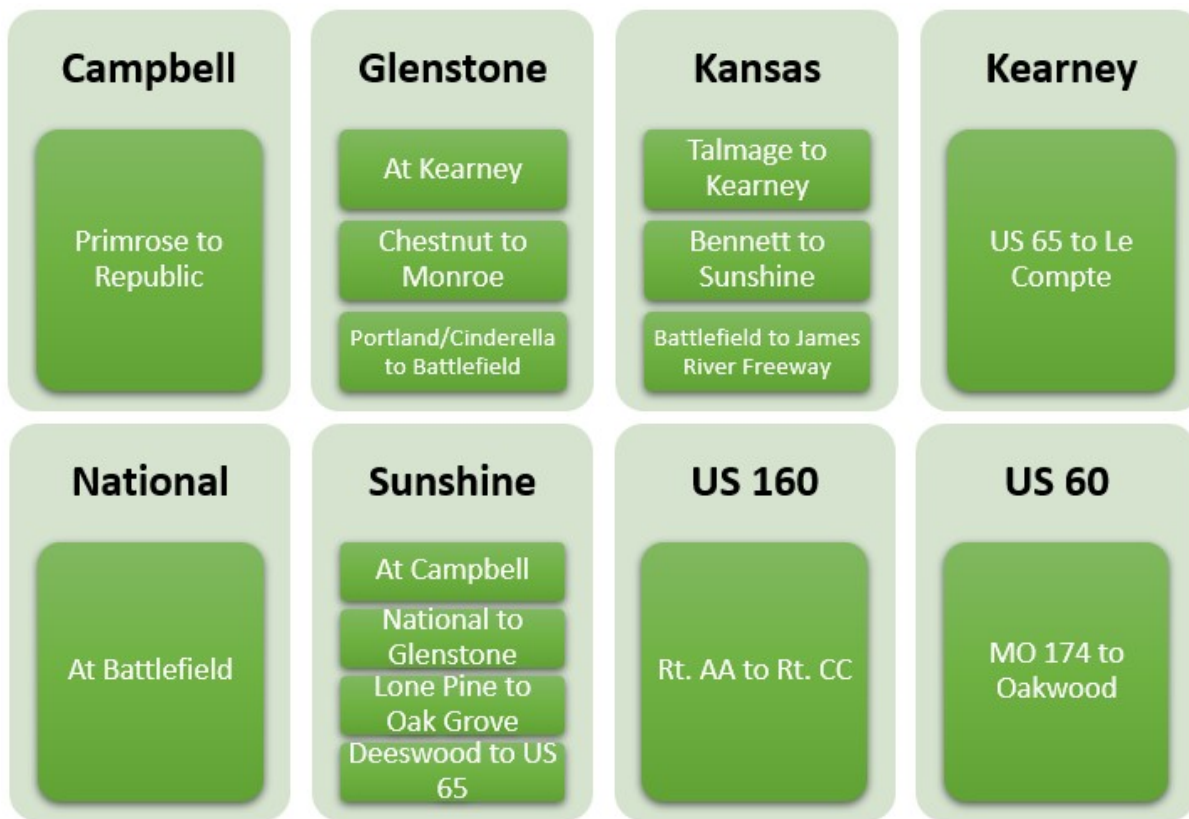 Campbell
Primrose to
Republic
Glenstone
At Kearney
Chestnut to
Monroe
Portland/Cinderella
to Battlefield
Kansas
Talmage to
Kearney
Bennett to
Sunshine
Battlefield to James
River Freeway
Kearney
US 65 to Le
Compte
National
At Battlefield
Sunshine
At Campbell
National to
Glenstone
Lone Pine to
Oak Grove
Deeswood to US
65
US 160
Rt. AA to Rt. CC
US 60
MO 174 to
Oakwood